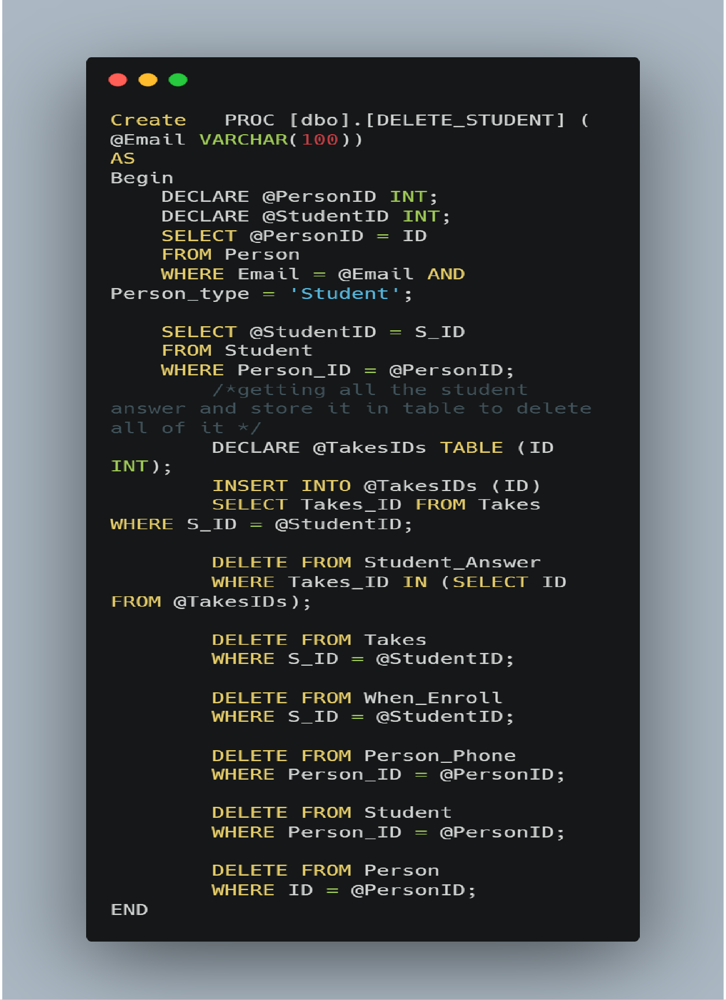 Create   PROC [dbo].[DELETE_STUDENT] (
@Email VARCHAR(100))
AS
Begin
    DECLARE @PersonID INT;
    DECLARE @StudentID INT;
    SELECT @PersonID = ID
    FROM Person
    WHERE Email = @Email AND
Person_type = 'Student';

    SELECT @StudentID = S_ID
    FROM Student
    WHERE Person_ID = @PersonID;
        /*getting all the student
answer and store it in table to delete
all of it */
        DECLARE @TakesIDs TABLE (ID
INT);
        INSERT INTO @TakesIDs (ID)
        SELECT Takes_ID FROM Takes
WHERE S_ID = @StudentID;

        DELETE FROM Student_Answer
        WHERE Takes_ID IN (SELECT ID
FROM @TakesIDs);

        DELETE FROM Takes
        WHERE S_ID = @StudentID;

        DELETE FROM When_Enroll
        WHERE S_ID = @StudentID;

        DELETE FROM Person_Phone
        WHERE Person_ID = @PersonID;

        DELETE FROM Student
        WHERE Person_ID = @PersonID;

        DELETE FROM Person
        WHERE ID = @PersonID;
END